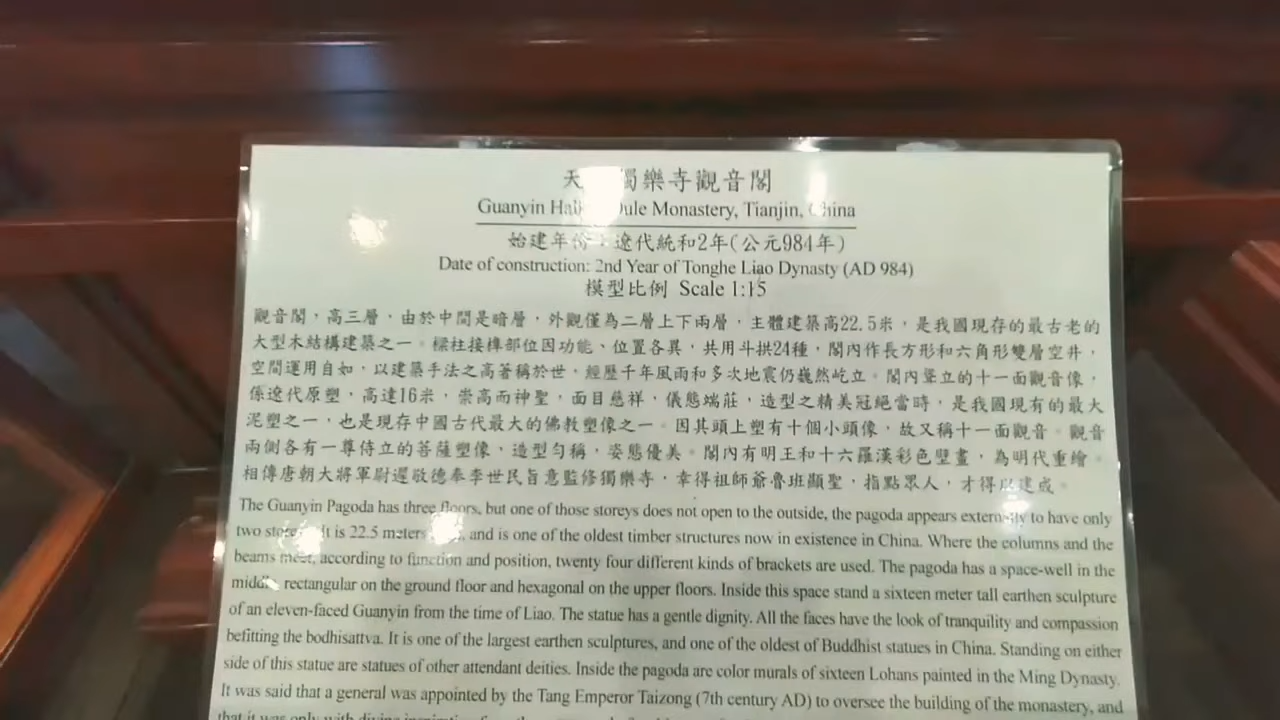 天 獨樂寺觀音閣
Guanyin Hall Dule Monastery, Tianjin, China
始建年份：遼代統和2年(公元984年)
Date of construction: 2nd Year of Tonghe Liao Dynasty (AD 984)
模型比例 Scale 1:15
觀音閣，高三層，由於中間是暗層，外觀僅為二層上下兩層，主體建築高22.5米，是我國現存的最古老的
大型木結構建築之一。樑柱接榫部位因功能、位置各異，共用斗拱24種，閣內作長方形和六角形雙層空井，
空間運用自如，以建築手法之高著稱於世，經歷千年風雨和多次地震仍巍然屹立。閣內聳立的十一面觀音像，
係遼代原塑，高達16米，崇高而神聖，面目慈祥，儀態端莊，造型之精美冠絕當時，是我國現有的最大
泥塑之一，也是現存中國古代最大的佛教塑像之一。因其頭上塑有十個小頭像，故又稱十一面觀音。觀音
兩側各有一尊侍立的菩薩塑像，造型勻稱，姿態優美。閣內有明王和十六羅漢彩色壁畫，為明代重繪。
相傳唐朝大將軍尉遲敬德奉李世民旨意監修獨樂寺，幸得祖師爺魯班顯聖，指點眾人，才得以建成。
The Guanyin Pagoda has three floors, but one of those storeys does not open to the outside, the pagoda appears externally to have only
two storeys. It is 22.5 meters and is one of the oldest timber structures now in existence in China. Where the columns and the
beams meet, according to function and position, twenty four different kinds of brackets are used. The pagoda has a space-well in the
middle, rectangular on the ground floor and hexagonal on the upper floors. Inside this space stand a sixteen meter tall earthen sculpture
of an eleven-faced Guanyin from the time of Liao. The statue has a gentle dignity. All the faces have the look of tranquility and compassion
befitting the bodhisattva. It is one of the largest earthen sculptures, and one of the oldest of Buddhist statues in China. Standing on either
side of this statue are statues of other attendant deities. Inside the pagoda are color murals of sixteen Lohans painted in the Ming Dynasty.
It was said that a general was appointed by the Tang Emperor Taizong (7th century AD) to oversee the building of the monastery, and
that it was only with divine inspiration